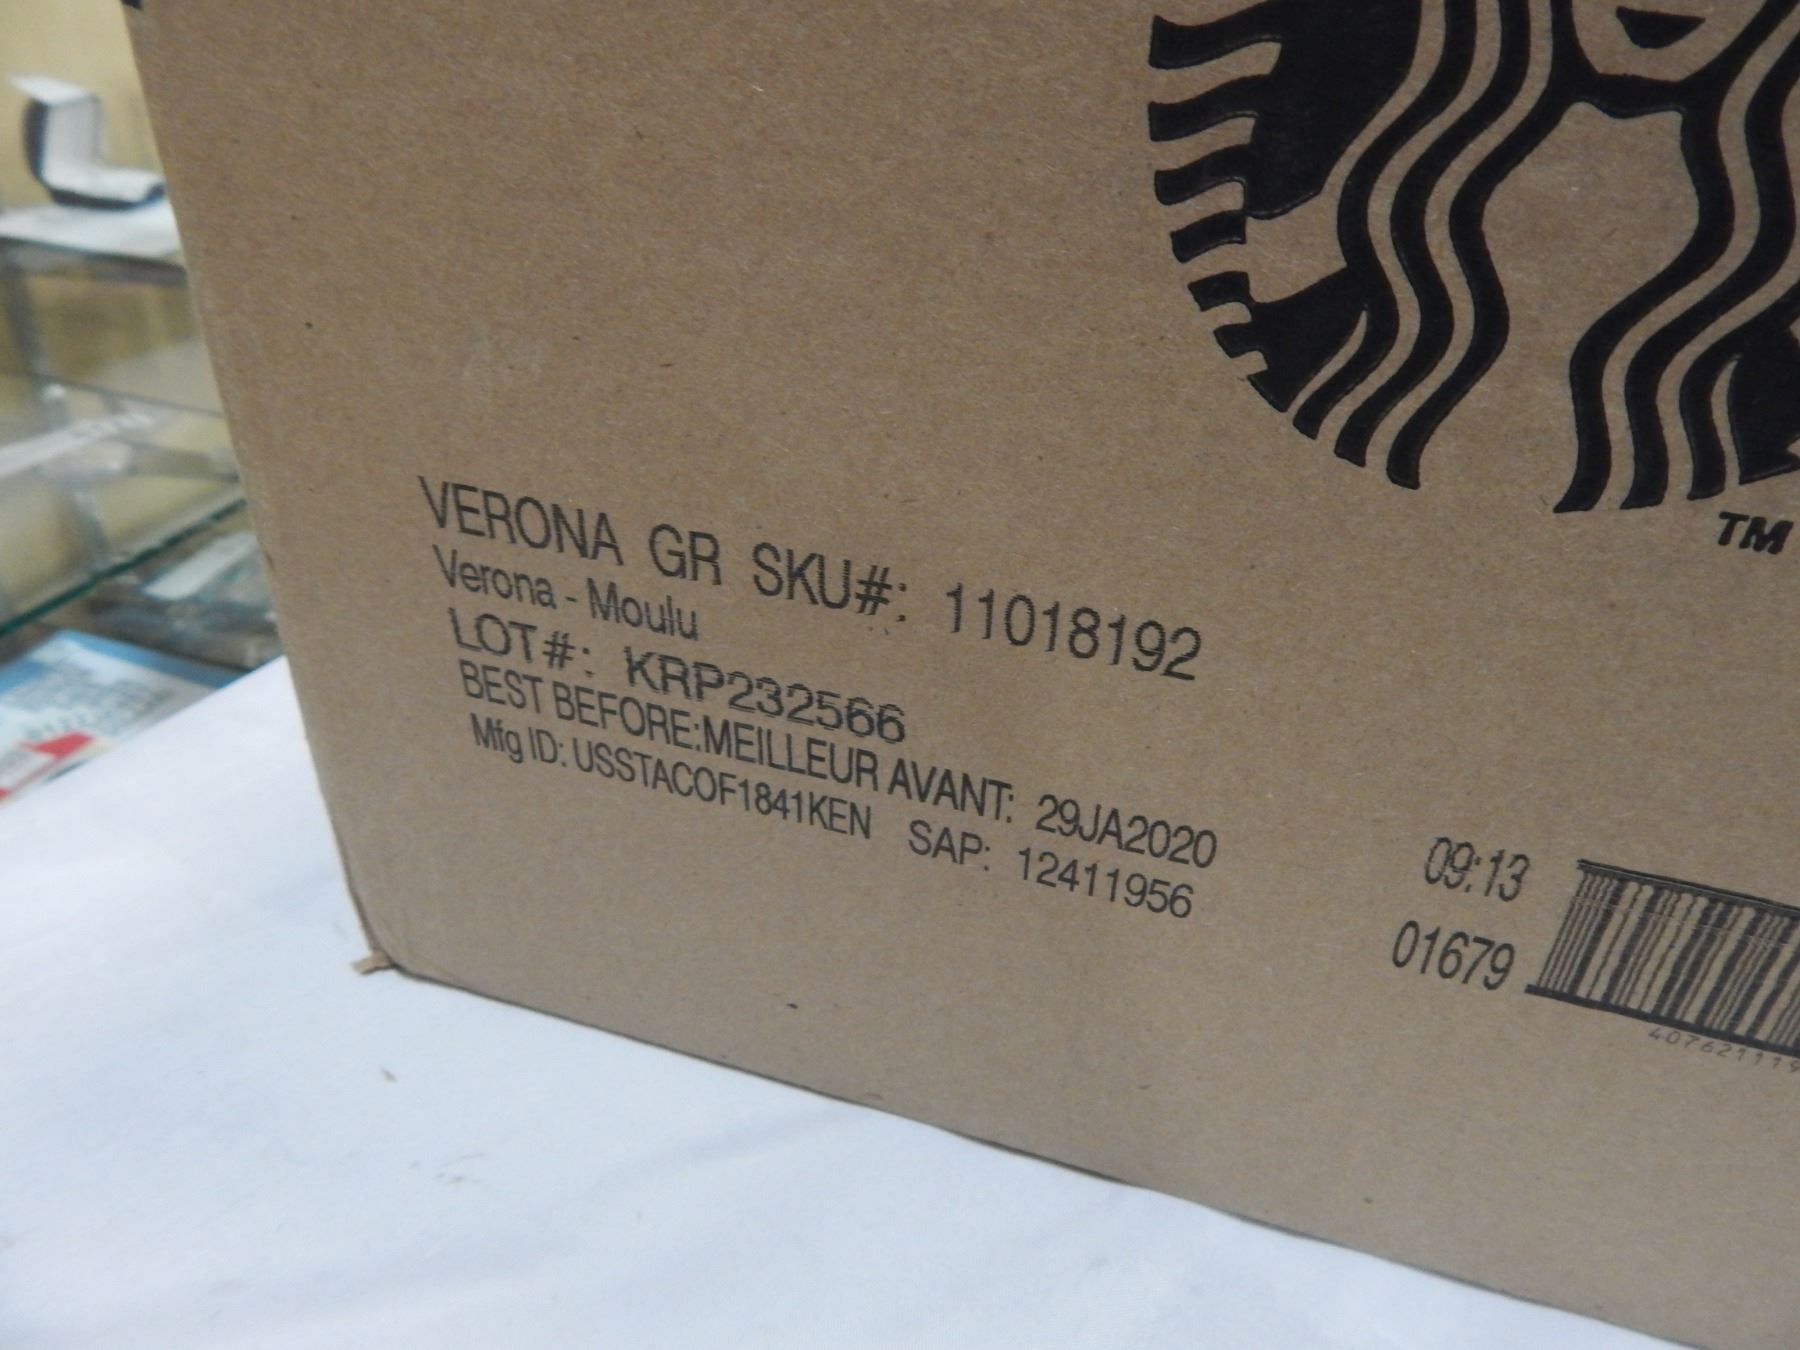 TM
VERONA GR SKU#: 11018192
Verona - Moulu
LOT#: KRP232566
BEST BEFORE:MEILLEUR AVANT: 29JA2020
Mfg ID: USSTACOF1841KEN SAP: 12411956
09:13
01679
407621119